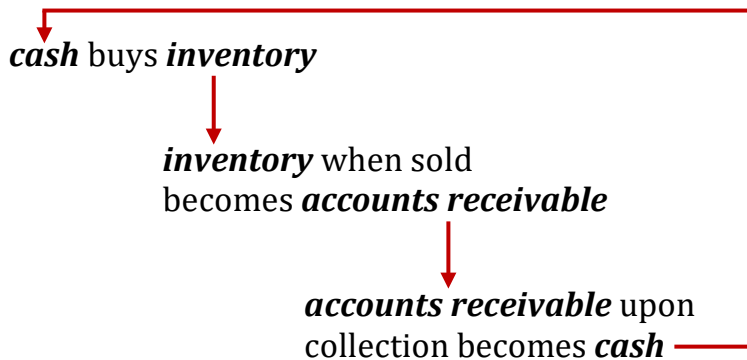 cash buys inventory
inventory when sold
becomes accounts receivable
accounts receivable upon
collection becomes cash